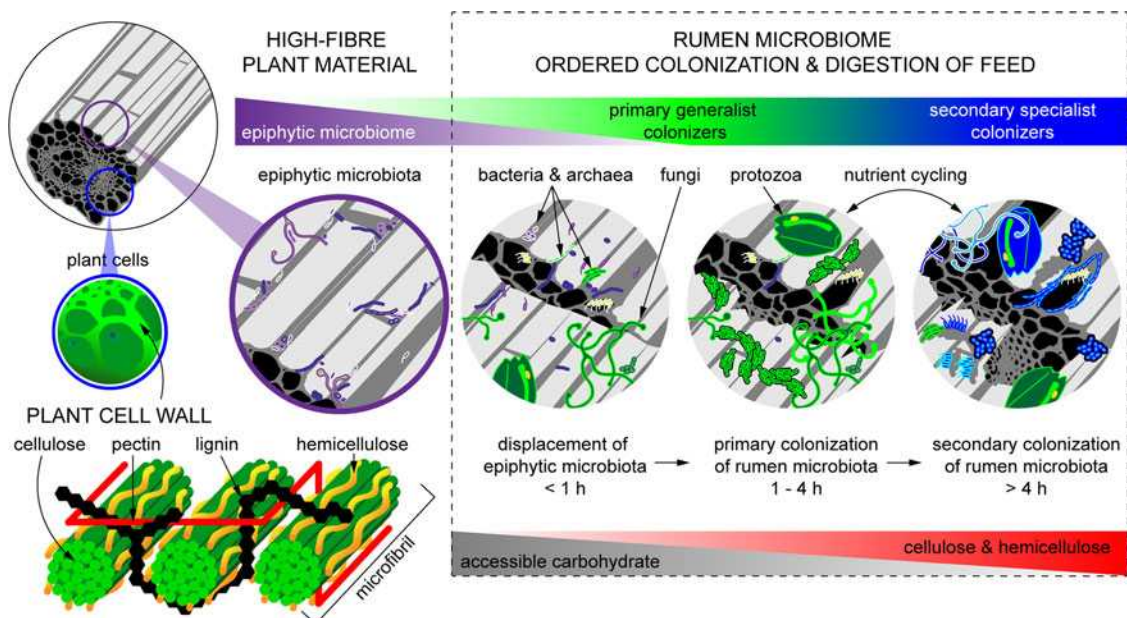 HIGH-FIBRE
PLANT MATERIAL
RUMEN MICROBIOME
ORDERED COLONIZATION & DIGESTION OF FEED
epiphytic microbiome
primary generalist
colonizers
secondary specialist
colonizers
epiphytic microbiota
bacteria & archaea
fungi
protozoa
nutrient cycling
plant cells
PLANT CELL WALL
cellulose
pectin
lignin
hemicellulose
microfibril
displacement of
epiphytic microbiota
< 1 h
primary colonization
of rumen microbiota
1 - 4 h
secondary colonization
of rumen microbiota
> 4 h
accessible carbohydrate
cellulose & hemicellulose